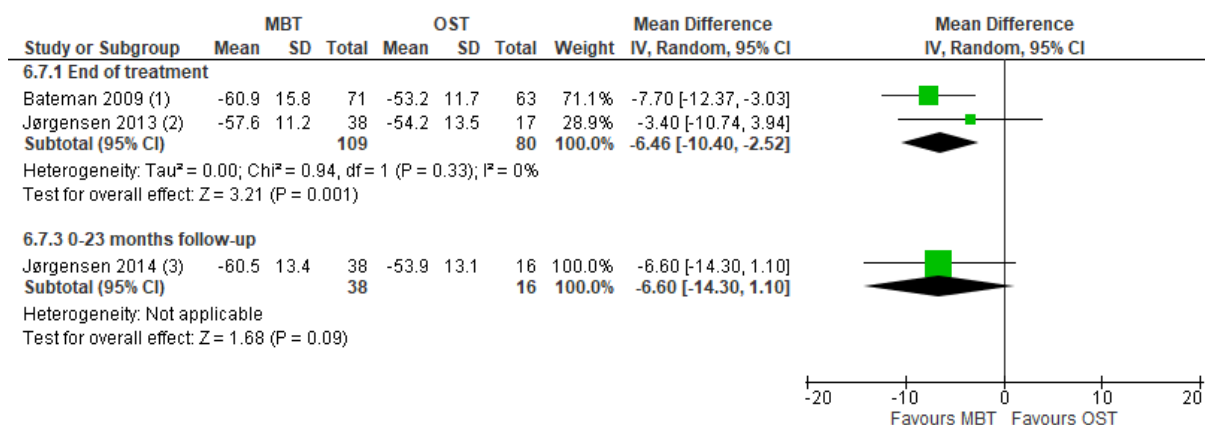 MBT OST Mean Difference Mean Difference
Study or Subgroup Mean SD Total Mean SD Total Weight IV, Random, 95% CI IV, Random, 95% CI
6.7.1 End of treatment
Bateman 2009 (1) -60.9 15.8 71 -53.2 11.7 63 71.1% -7.70 [-12.37, -3.03]
Jørgensen 2013 (2) -57.6 11.2 38 -54.2 13.5 17 28.9% -3.40 [-10.74, 3.94]
Subtotal (95% CI) 109 80 100.0% -6.46 [-10.40, -2.52]
Heterogeneity: Tau² = 0.00; Chi² = 0.94, df = 1 (P = 0.33); I² = 0%
Test for overall effect: Z = 3.21 (P = 0.001)
6.7.3 0-23 months follow-up
Jørgensen 2014 (3) -60.5 13.4 38 -53.9 13.1 16 100.0% -6.60 [-14.30, 1.10]
Subtotal (95% CI) 38 16 100.0% -6.60 [-14.30, 1.10]
Heterogeneity: Not applicable
Test for overall effect: Z = 1.68 (P = 0.09)
-20 -10 0 10 20
Favours MBT Favours OST